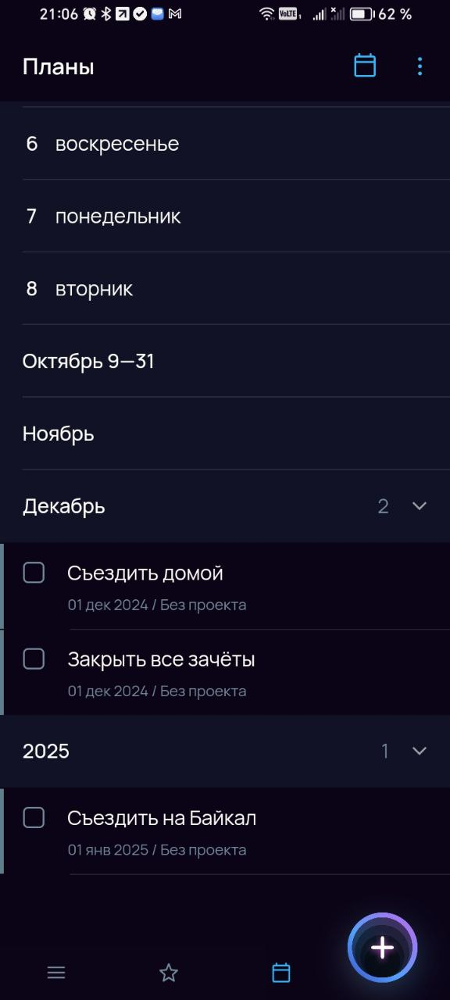 21:06 VoLTE 1 62 %
Планы
6 воскресенье
7 понедельник
8 вторник
Октябрь 9—31
Ноябрь
Декабрь 2
Съездить домой
01 дек 2024 / Без проекта
Закрыть все зачёты
01 дек 2024 / Без проекта
2025 1
Съездить на Байкал
01 янв 2025 / Без проекта